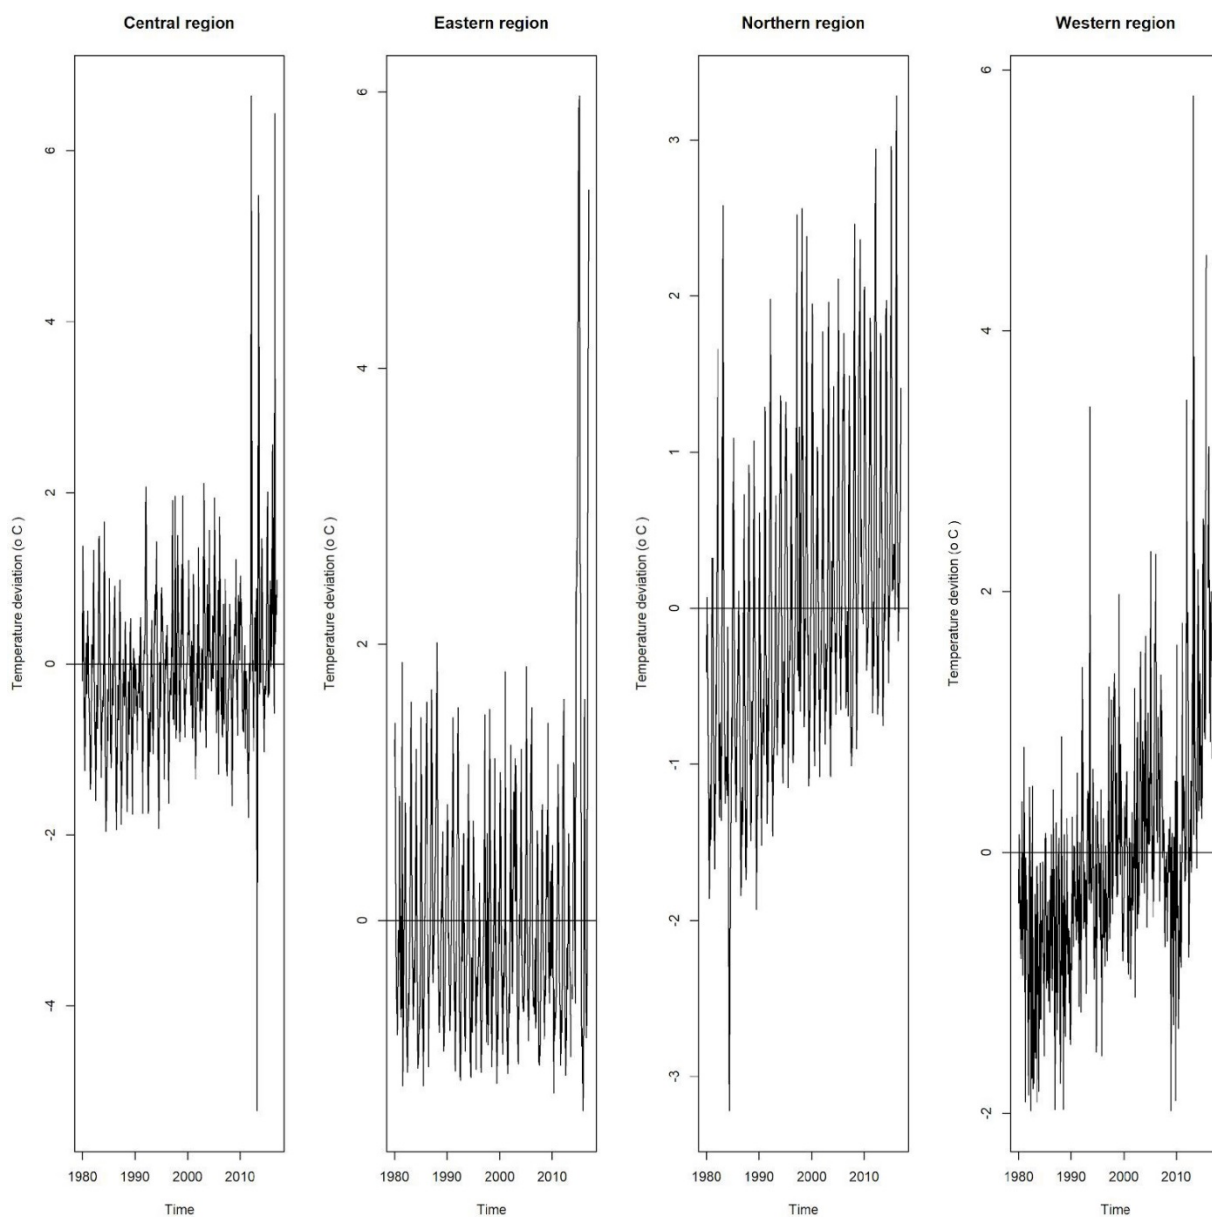 Central region
Temperature deviation (o C )
6
4
2
0
-2
-4
1980 1990 2000 2010
Time
Eastern region
Temperature deviation (o C )
6
4
2
0
1980 1990 2000 2010
Time
Northern region
Temperature deviation (o C )
3
2
1
0
-1
-2
-3
1980 1990 2000 2010
Time
Western region
Temperature devition (o C )
6
4
2
0
-2
1980 1990 2000 2010
Time